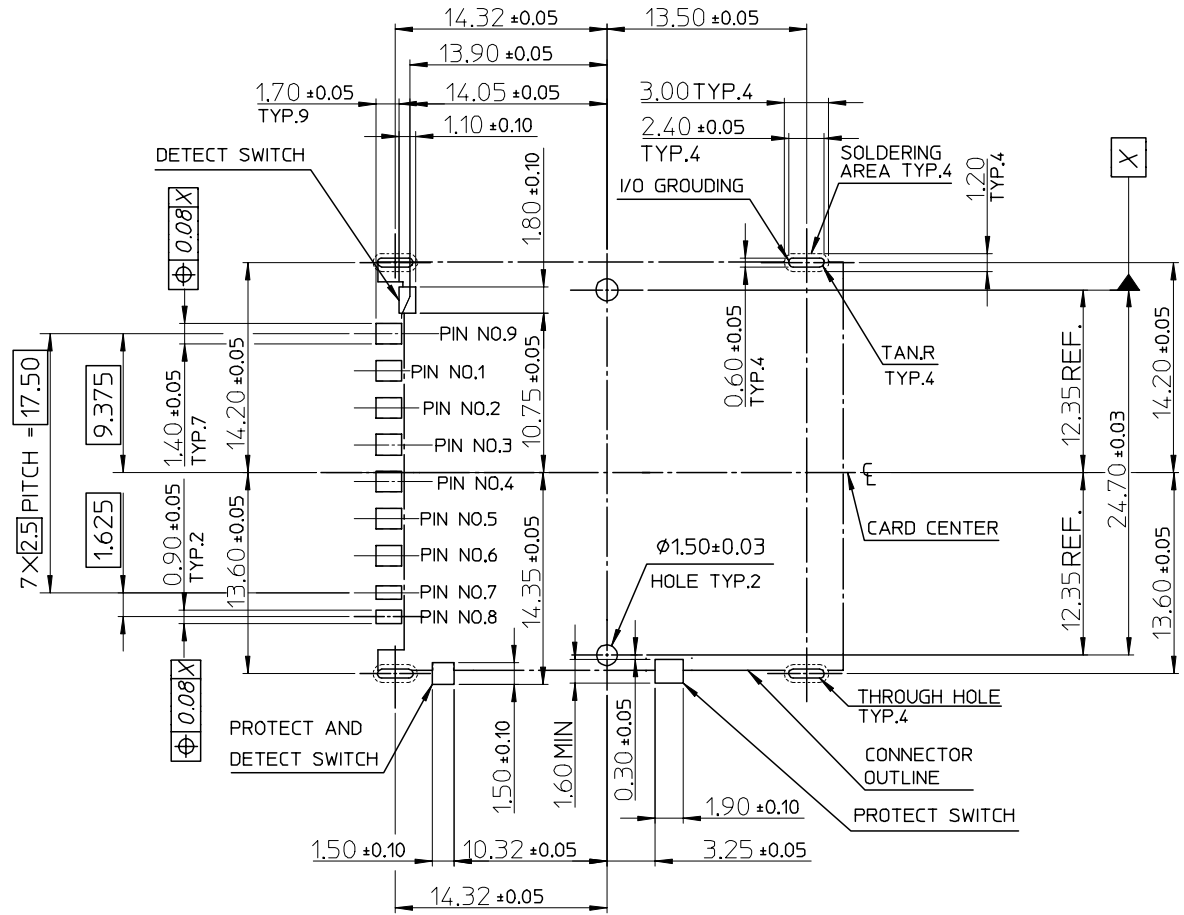 14.32 ±0.05
13.50 ±0.05
13.90 ±0.05
1.70 ±0.05
TYP.9
14.05 ±0.05
3.00 TYP.4
1.10 ±0.10
2.40 ±0.05
TYP.4
DETECT SWITCH
SOLDERING
AREA TYP.4
1.20
TYP.4
X
I/O GROUDING
1.80 ±0.10
⌖ 0.08 X
PIN NO.9
PIN NO.1
PIN NO.2
PIN NO.3
PIN NO.4
PIN NO.5
PIN NO.6
PIN NO.7
PIN NO.8
7×2.5 PITCH = 17.50
9.375
1.625
1.40 ±0.05
TYP.7
0.90 ±0.05
TYP.2
14.20 ±0.05
13.60 ±0.05
10.75 ±0.05
14.35 ±0.05
0.60 ±0.05
TYP.4
TAN.R
TYP.4
12.35 REF.
12.35 REF.
24.70 ±0.03
14.20 ±0.05
13.60 ±0.05
℄
CARD CENTER
Φ1.50±0.03
HOLE TYP.2
⌖ 0.08 X
PROTECT AND
DETECT SWITCH
1.50 ±0.10
1.60 MIN
0.30 ±0.05
THROUGH HOLE
TYP.4
CONNECTOR
OUTLINE
1.90 ±0.10
PROTECT SWITCH
1.50 ±0.10
10.32 ±0.05
3.25 ±0.05
14.32 ±0.05